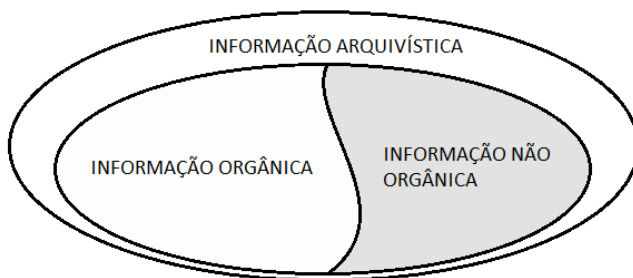 INFORMAÇÃO ARQUIVÍSTICA
INFORMAÇÃO ORGÂNICA
INFORMAÇÃO NÃO
ORGÂNICA